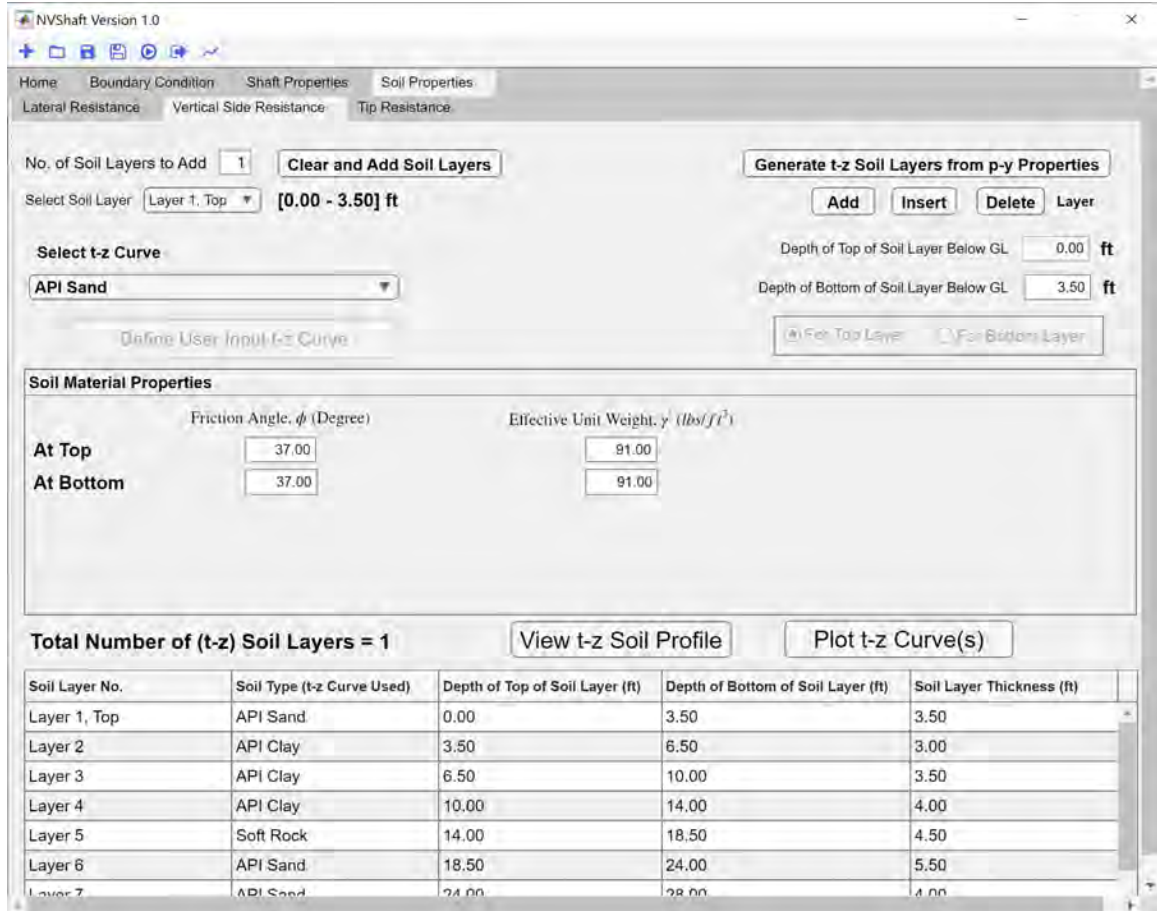 NVShaft Version 1.0
Home Boundary Condition Shaft Properties Soil Properties
Lateral Resistance Vertical Side Resistance Tip Resistance
No. of Soil Layers to Add 1 Clear and Add Soil Layers Generate t-z Soil Layers from p-y Properties
Select Soil Layer Layer 1, Top [0.00 - 3.50] ft Add Insert Delete Layer
Select t-z Curve Depth of Top of Soil Layer Below GL 0.00 ft
API Sand Depth of Bottom of Soil Layer Below GL 3.50 ft
Define User Input t-z Curve For Top Layer For Bottom Layer
Soil Material Properties
Friction Angle, ϕ (Degree) Effective Unit Weight, γ (lbs/ft³)
At Top 37.00 91.00
At Bottom 37.00 91.00
Total Number of (t-z) Soil Layers = 1 View t-z Soil Profile Plot t-z Curve(s)
Soil Layer No. Soil Type (t-z Curve Used) Depth of Top of Soil Layer (ft) Depth of Bottom of Soil Layer (ft) Soil Layer Thickness (ft)
Layer 1, Top API Sand 0.00 3.50 3.50
Layer 2 API Clay 3.50 6.50 3.00
Layer 3 API Clay 6.50 10.00 3.50
Layer 4 API Clay 10.00 14.00 4.00
Layer 5 Soft Rock 14.00 18.50 4.50
Layer 6 API Sand 18.50 24.00 5.50
Layer 7 API Sand 24.00 28.00 4.00